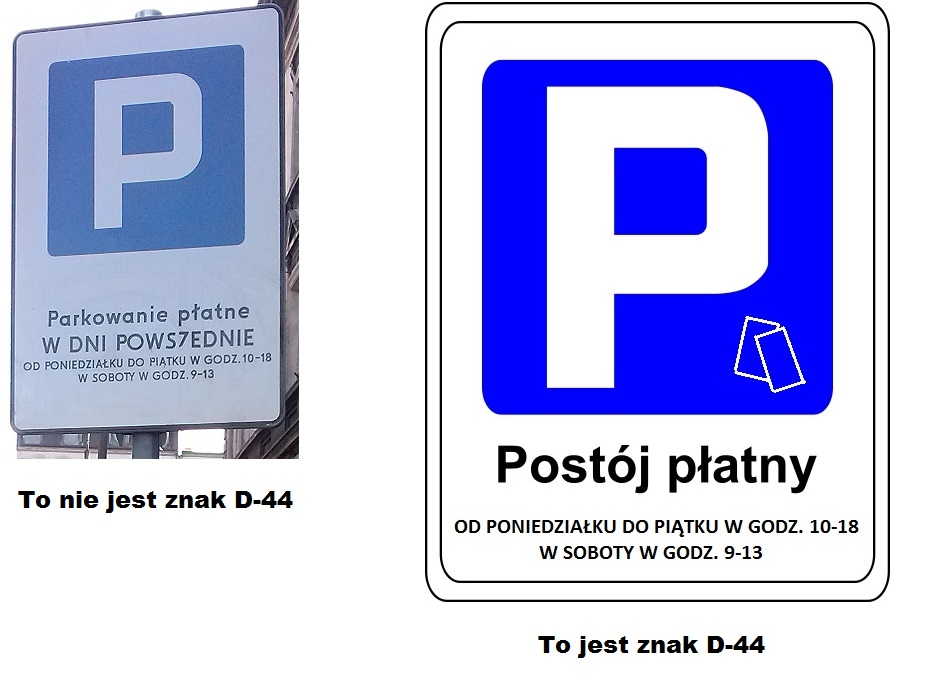 P
Parkowanie płatne
W DNI POWSZEDNIE
OD PONIEDZIAŁKU DO PIĄTKU W GODZ.10-18
W SOBOTY W GODZ.9-13
To nie jest znak D-44
P
Postój płatny
OD PONIEDZIAŁKU DO PIĄTKU W GODZ. 10-18
W SOBOTY W GODZ. 9-13
To jest znak D-44